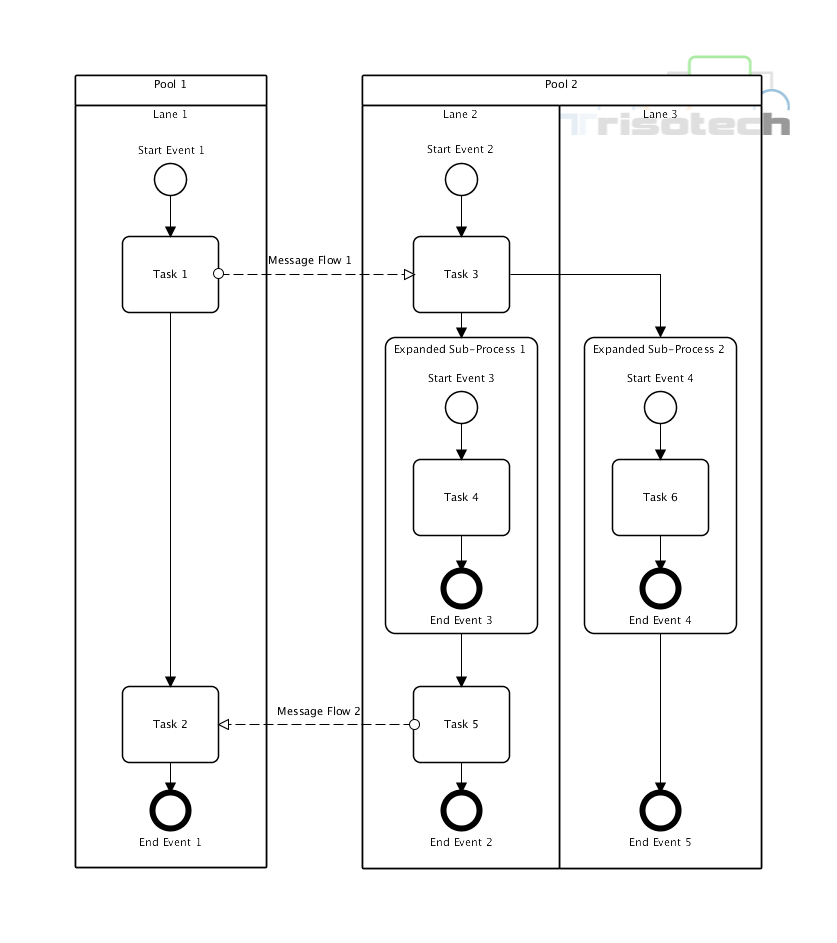 Pool 1
Pool 2
Lane 1
Lane 2
Lane 3
Trisotech
Start Event 1
Start Event 2
Task 1
Message Flow 1
Task 3
Expanded Sub-Process 1
Expanded Sub-Process 2
Start Event 3
Start Event 4
Task 4
Task 6
End Event 3
End Event 4
Message Flow 2
Task 2
Task 5
End Event 1
End Event 2
End Event 5